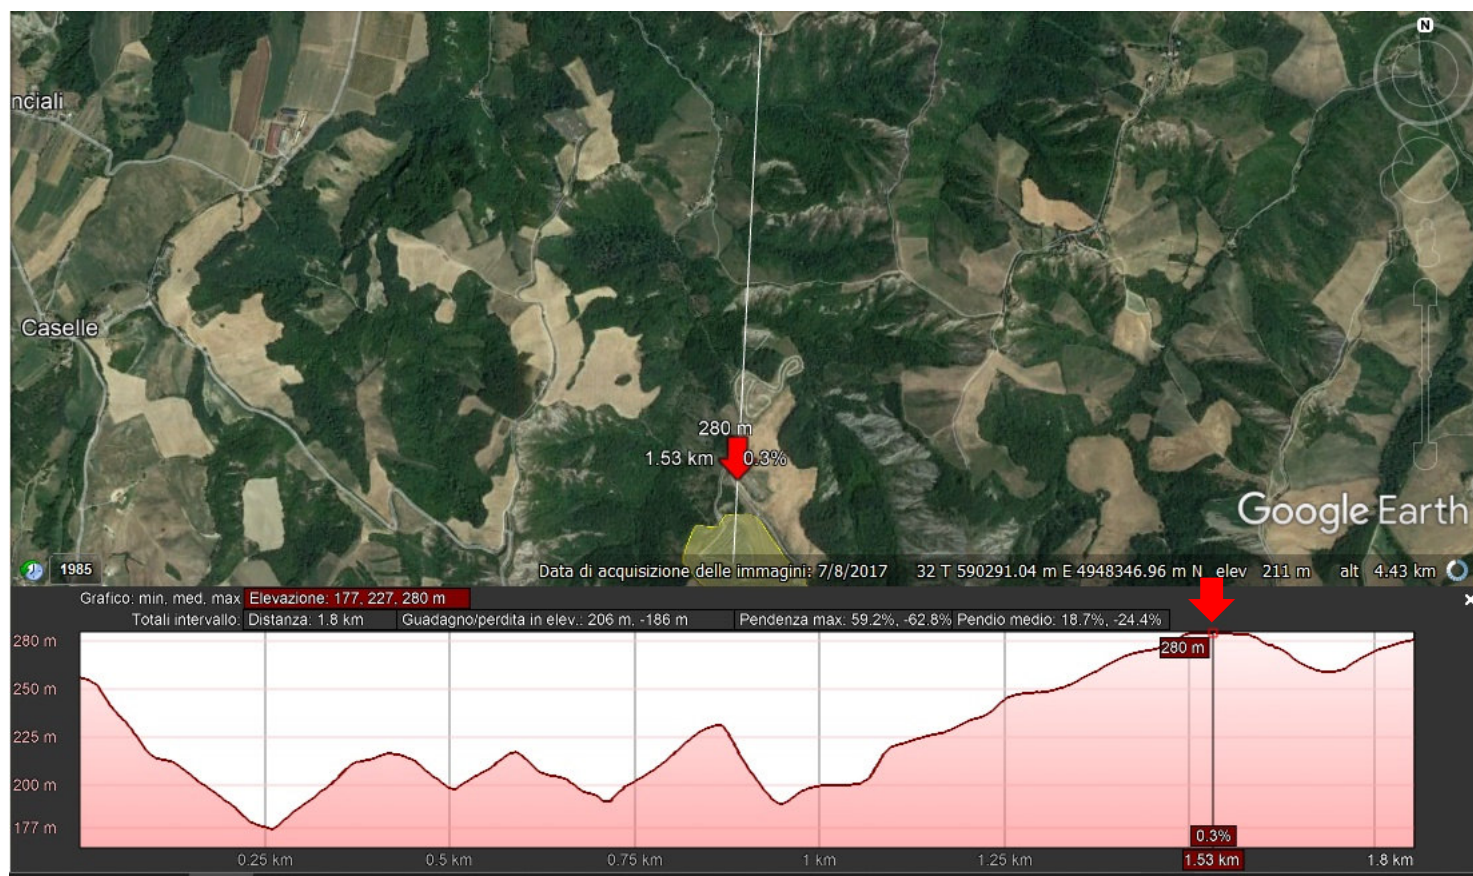 N
nciali
Caselle
280 m
1.53 km 0.3%
Google Earth
1985
Data di acquisizione delle immagini: 7/8/2017 32 T 590291.04 m E 4948346.96 m N elev 211 m alt 4.43 km
Grafico: min, med, max Elevazione: 177, 227, 280 m
Totali intervallo: Distanza: 1.8 km Guadagno/perdita in elev.: 206 m, -186 m Pendenza max: 59.2%, -62.8% Pendio medio: 18.7%, -24.4%
280 m
280 m
250 m
225 m
200 m
177 m
0.3%
0.25 km 0.5 km 0.75 km 1 km 1.25 km 1.53 km 1.8 km